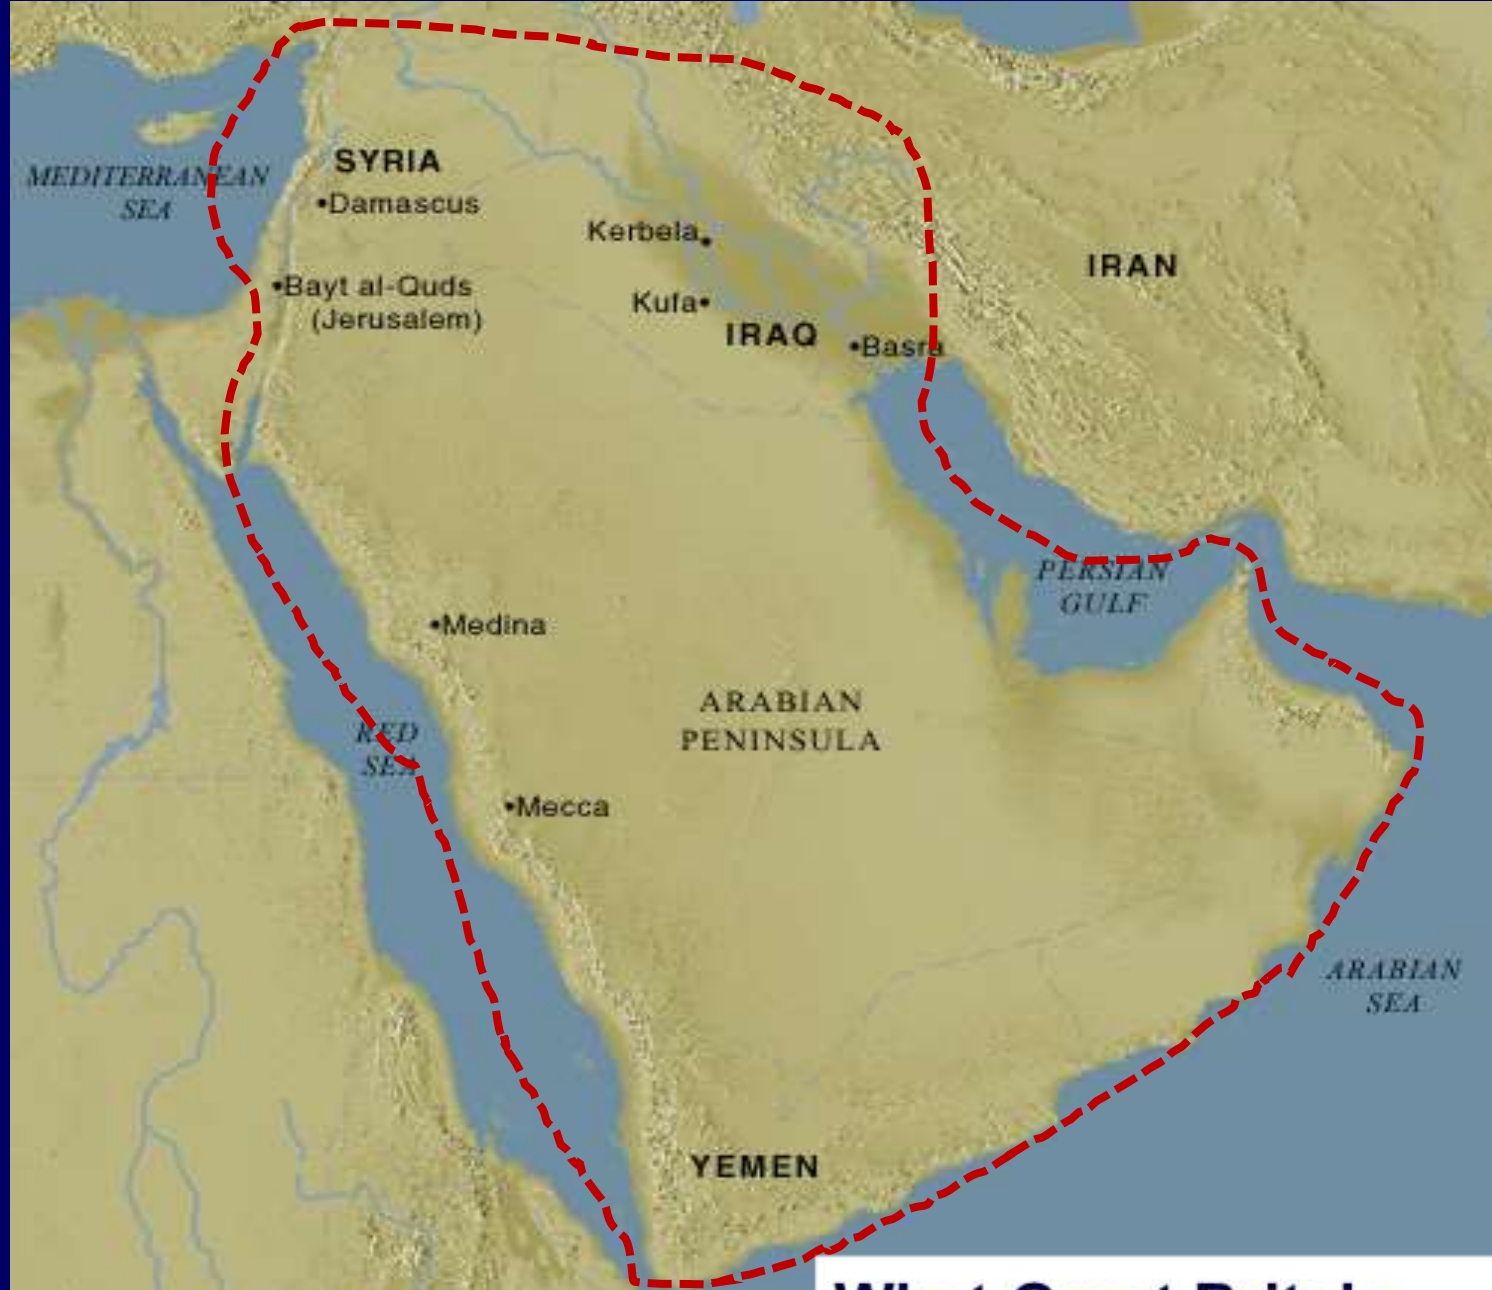 SYRIA
MEDITERRANEAN
SEA
•Damascus
Kerbela
IRAN
•Bayt al-Quds
(Jerusalem)
Kufa•
IRAQ
•Basra
PERSIAN
GULF
•Medina
ARABIAN
PENINSULA
RED
SEA
•Mecca
ARABIAN
SEA
YEMEN